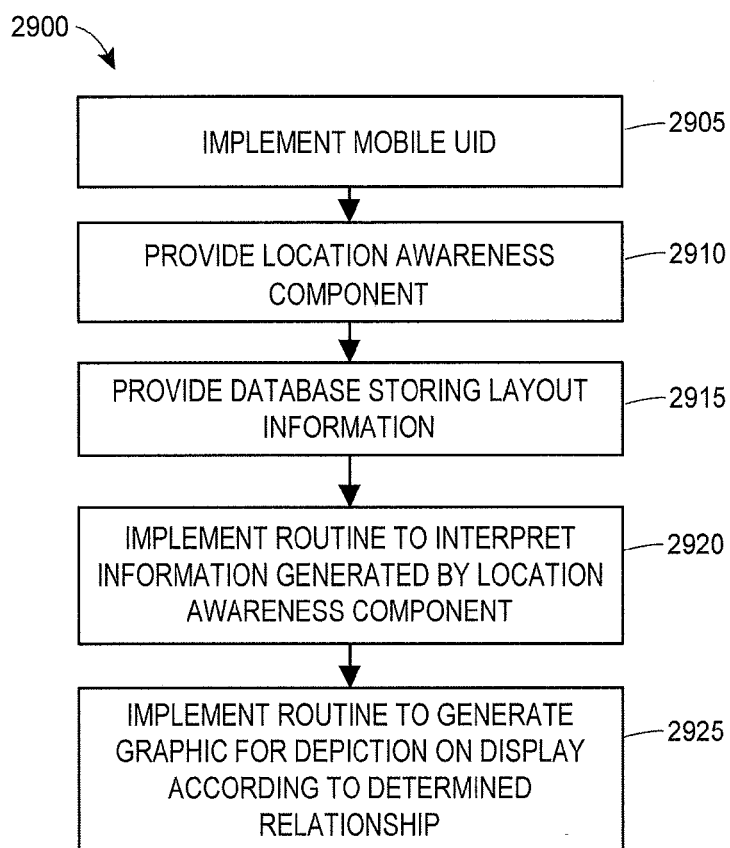 2900
IMPLEMENT MOBILE UID
2905
PROVIDE LOCATION AWARENESS
COMPONENT
2910
PROVIDE DATABASE STORING LAYOUT
INFORMATION
2915
IMPLEMENT ROUTINE TO INTERPRET
INFORMATION GENERATED BY LOCATION
AWARENESS COMPONENT
2920
IMPLEMENT ROUTINE TO GENERATE
GRAPHIC FOR DEPICTION ON DISPLAY
ACCORDING TO DETERMINED
RELATIONSHIP
2925